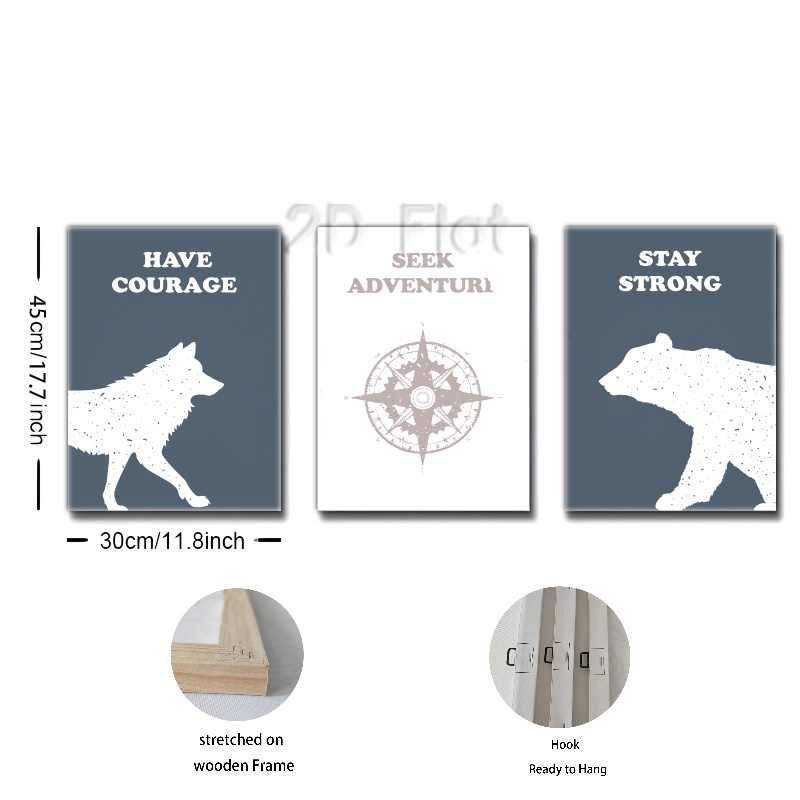 2D Flat
HAVE
COURAGE
SEEK
ADVENTURI
STAY
STRONG
45cm/17.7inch
30cm/11.8inch
stretched on
wooden Frame
Hook
Ready to Hang